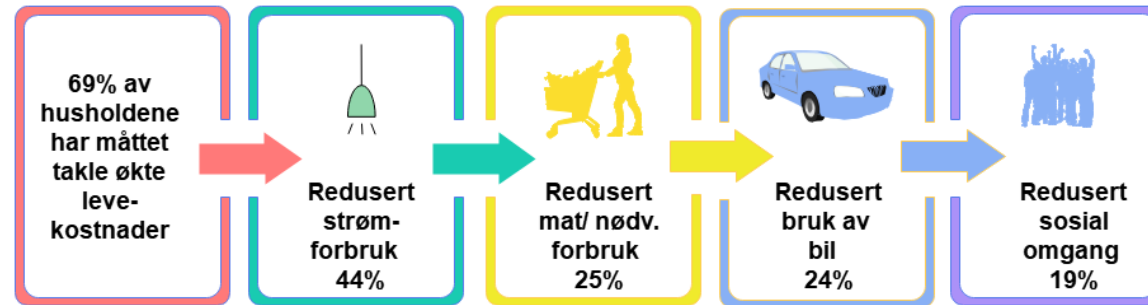 69% av
husholdene
har måttet
takle økte
leve-
kostnader
Redusert
strøm-
forbruk
44%
Redusert
mat/ nødv.
forbruk
25%
Redusert
bruk av
bil
24%
Redusert
sosial
omgang
19%